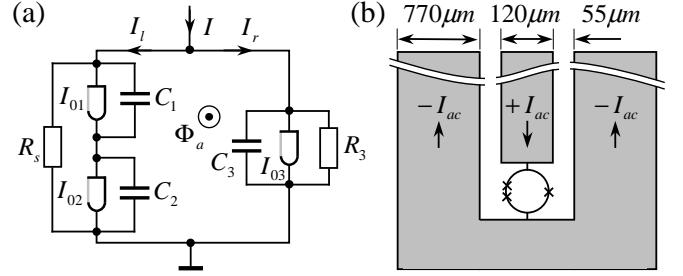 (a)
I_l I I_r
R_s I_01 C_1 Φ_a C_3 I_03 R_3
I_02 C_2
(b)
770μm 120μm 55μm
−I_ac +I_ac −I_ac